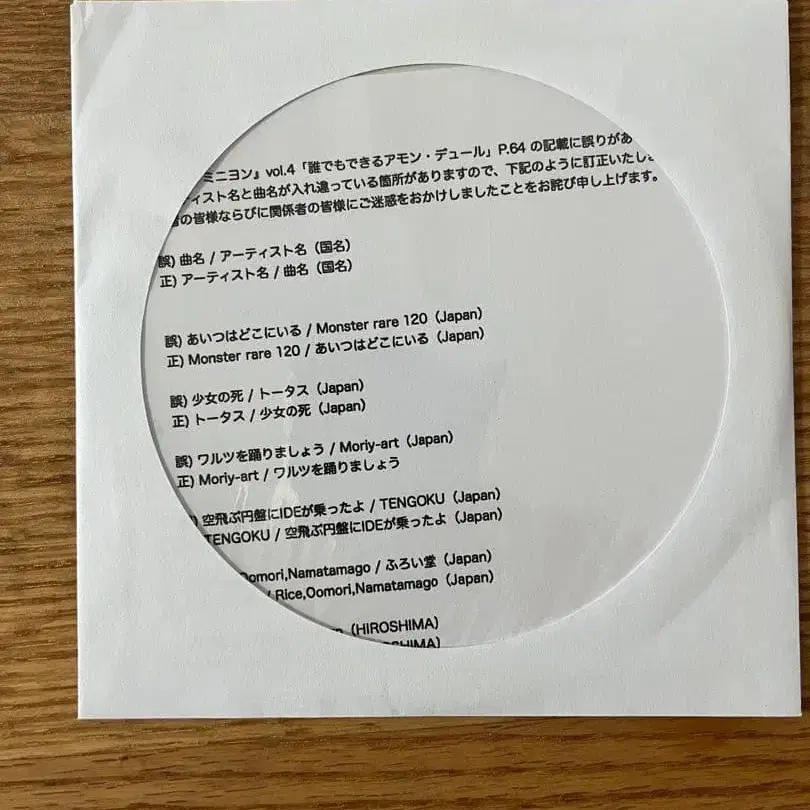 ミニヨン』vol.4「誰でもできるアモン・デュール」P.64 の記載に誤りがあ
ィスト名と曲名が入れ違っている箇所がありますので、下記のように訂正いたしま
の皆様ならびに関係者の皆様にご迷惑をおかけしましたことをお詫び申し上げます。
誤) 曲名 / アーティスト名（国名）
正) アーティスト名 / 曲名（国名）
誤) あいつはどこにいる / Monster rare 120（Japan）
正) Monster rare 120 / あいつはどこにいる（Japan）
誤) 少女の死 / トータス（Japan）
正) トータス / 少女の死（Japan）
誤) ワルツを踊りましょう / Moriy-art（Japan）
正) Moriy-art / ワルツを踊りましょう
) 空飛ぶ円盤にIDEが乗ったよ / TENGOKU（Japan）
TENGOKU / 空飛ぶ円盤にIDEが乗ったよ（Japan）
Oomori,Namatamago / ふろい堂（Japan）
/ Rice,Oomori,Namatamago（Japan）
（HIROSHIMA）